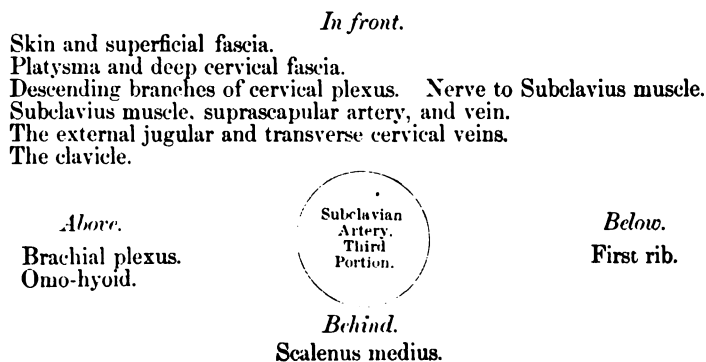 In front.
Skin and superficial fascia.
Platysma and deep cervical fascia.
Descending branches of cervical plexus. Nerve to Subclavius muscle.
Subclavius muscle, suprascapular artery, and vein.
The external jugular and transverse cervical veins.
The clavicle.
Above.
Brachial plexus.
Omo-hyoid.
Subclavian
Artery.
Third
Portion.
Below.
First rib.
Behind.
Scalenus medius.